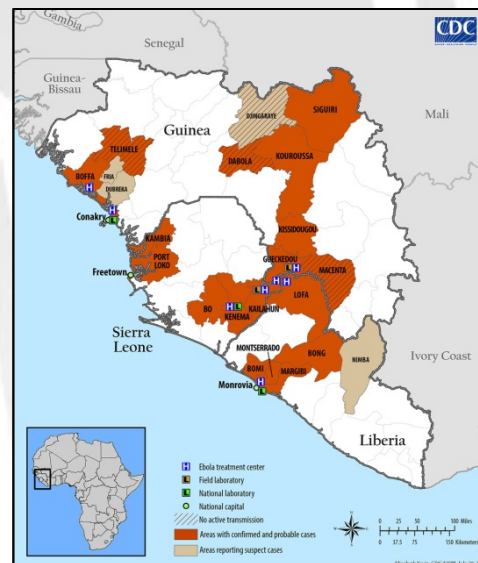 Gambia
Senegal
CDC
Guinea-
Bissau
Mali
Guinea
DINGARAYE
SIGUIRI
TELIMELE
DABOLA
KOUROUSSA
BOFFA
FRIA
DUBREKA
Conakry
KISSIDOUGOU
KAMBIA
GUECKEDOU
MACENTA
PORT
LOKO
Freetown
LOFA
BO
KAILAHUN
KENEMA
Sierra
Leone
MONTSERRADO
BONG
NIMBA
Ivory Coast
BOMI
MARGIBI
Monrovia
Liberia
H Ebola treatment center
L Field laboratory
L National laboratory
National capital
No active transmission
Areas with confirmed and probable cases
Areas reporting suspect cases
0 25 50 100 Miles
0 37.5 75 150 Kilometers